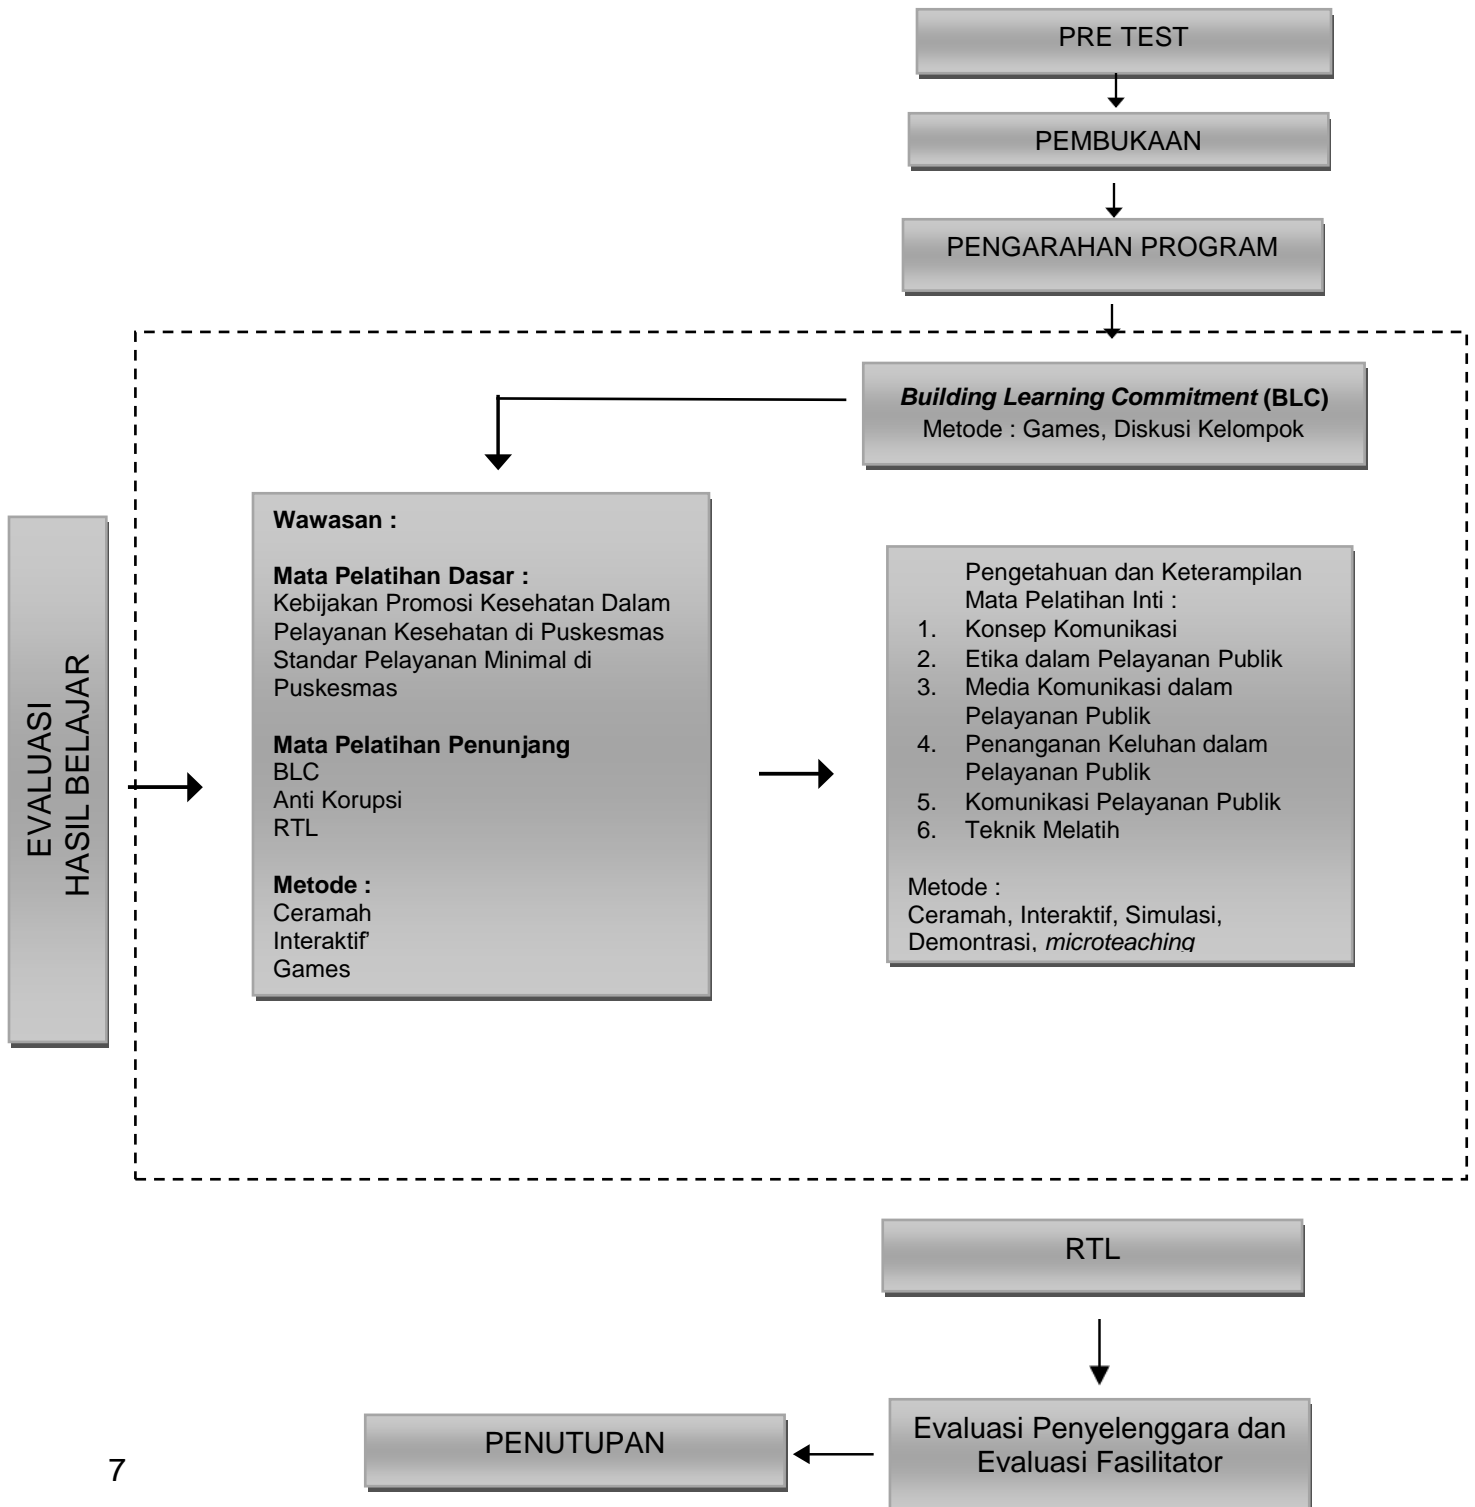 PRE TEST
PEMBUKAAN
PENGARAHAN PROGRAM
Building Learning Commitment (BLC)
Metode : Games, Diskusi Kelompok
EVALUASI
HASIL BELAJAR
Wawasan :
Mata Pelatihan Dasar :
Kebijakan Promosi Kesehatan Dalam
Pelayanan Kesehatan di Puskesmas
Standar Pelayanan Minimal di
Puskesmas
Mata Pelatihan Penunjang
BLC
Anti Korupsi
RTL
Metode :
Ceramah
Interaktif’
Games
Pengetahuan dan Keterampilan
Mata Pelatihan Inti :
1. Konsep Komunikasi
2. Etika dalam Pelayanan Publik
3. Media Komunikasi dalam
Pelayanan Publik
4. Penanganan Keluhan dalam
Pelayanan Publik
5. Komunikasi Pelayanan Publik
6. Teknik Melatih
Metode :
Ceramah, Interaktif, Simulasi,
Demontrasi, microteaching
RTL
Evaluasi Penyelenggara dan
Evaluasi Fasilitator
PENUTUPAN
7